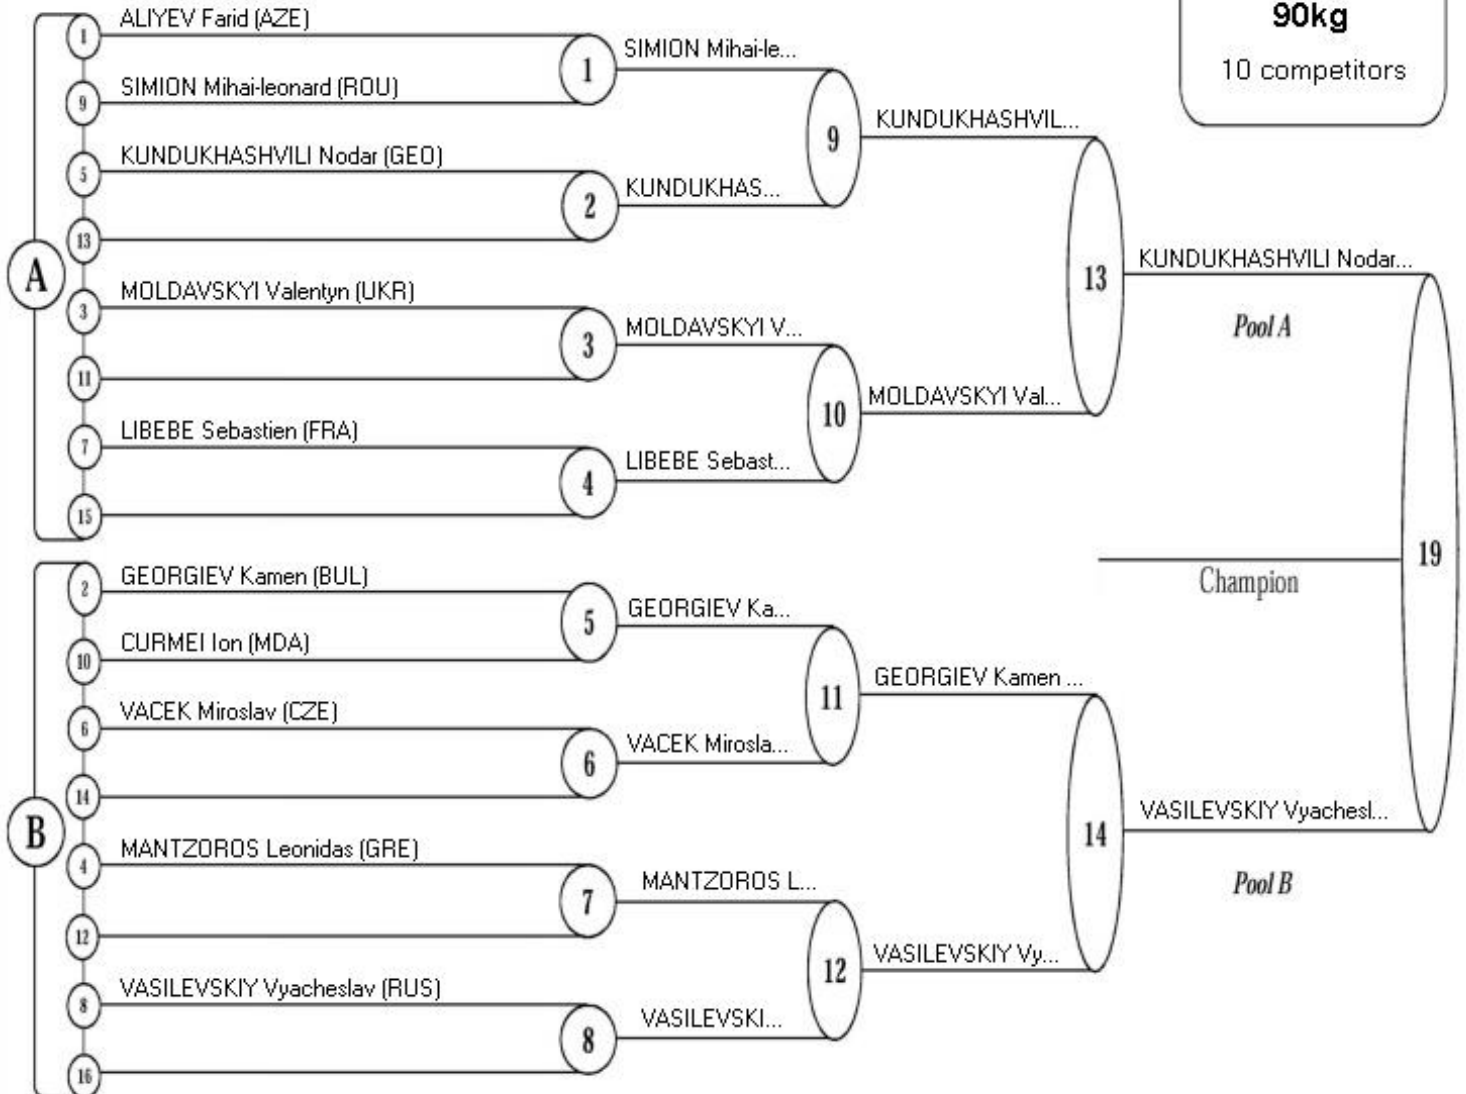 90kg
10 competitors
A
1
ALIYEV Farid (AZE)
9
SIMION Mihai-leonard (ROU)
5
KUNDUKHASHVILI Nodar (GEO)
13
3
MOLDAVSKYI Valentyn (UKR)
11
7
LIBEBE Sebastien (FRA)
15
1
2
3
4
SIMION Mihai-le...
KUNDUKHAS...
MOLDAVSKYI V...
LIBEBE Sebast...
9
10
KUNDUKHASHVIL...
MOLDAVSKYI Val...
13
KUNDUKHASHVILI Nodar...
Pool A
B
2
GEORGIEV Kamen (BUL)
10
CURMEI Ion (MDA)
6
VACEK Miroslav (CZE)
14
4
MANTZOROS Leonidas (GRE)
12
8
VASILEVSKIY Vyacheslav (RUS)
16
5
6
7
8
GEORGIEV Ka...
VACEK Mirosla...
MANTZOROS L...
VASILEVSKI...
11
12
GEORGIEV Kamen ...
VASILEVSKIY Vy...
14
VASILEVSKIY Vyachesl...
Pool B
19
Champion